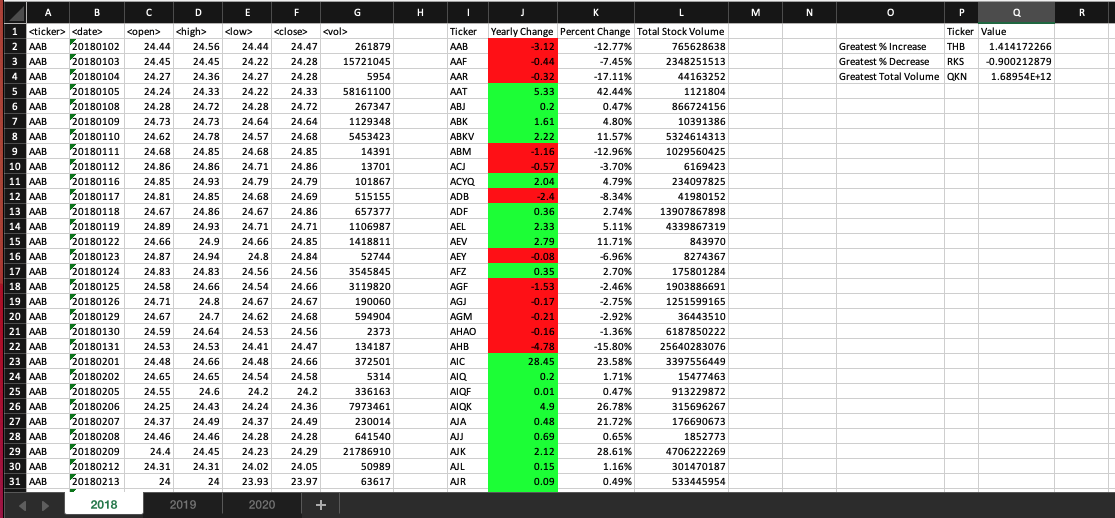 A B C D E F G H I J K L M N O P Q R
1 <ticker> <date> <open> <high> <low> <close> <vol> Ticker Yearly Change Percent Change Total Stock Volume Ticker Value
2 AAB 20180102 24.44 24.56 24.44 24.47 261879 AAB -3.12 -12.77% 765628638 Greatest % Increase THB 1.414172266
3 AAB 20180103 24.45 24.45 24.22 24.28 15721045 AAF -0.44 -7.45% 2348251513 Greatest % Decrease RKS -0.900212879
4 AAB 20180104 24.27 24.36 24.27 24.28 5954 AAR -0.32 -17.11% 44163252 Greatest Total Volume QKN 1.68954E+12
5 AAB 20180105 24.24 24.33 24.22 24.33 58161100 AAT 5.33 42.44% 1121804
6 AAB 20180108 24.28 24.72 24.28 24.72 267347 ABJ 0.2 0.47% 866724156
7 AAB 20180109 24.73 24.73 24.64 24.64 1129348 ABK 1.61 4.80% 10391386
8 AAB 20180110 24.62 24.78 24.57 24.68 5453423 ABKV 2.22 11.57% 5324614313
9 AAB 20180111 24.68 24.85 24.68 24.85 14391 ABM -1.16 -12.96% 1029560425
10 AAB 20180112 24.86 24.86 24.71 24.86 13701 ACJ -0.57 -3.70% 6169423
11 AAB 20180116 24.85 24.93 24.79 24.79 101867 ACYQ 2.04 4.79% 234097825
12 AAB 20180117 24.81 24.85 24.68 24.69 515155 ADB -2.4 -8.34% 41980152
13 AAB 20180118 24.67 24.86 24.67 24.86 657377 ADF 0.36 2.74% 13907867898
14 AAB 20180119 24.89 24.93 24.71 24.71 1106987 AEL 2.33 5.11% 4339867319
15 AAB 20180122 24.66 24.9 24.66 24.85 1418811 AEV 2.79 11.71% 843970
16 AAB 20180123 24.87 24.94 24.8 24.84 52744 AEY -0.08 -6.96% 8274367
17 AAB 20180124 24.83 24.83 24.56 24.56 3545845 AFZ 0.35 2.70% 175801284
18 AAB 20180125 24.58 24.66 24.54 24.66 3119820 AGF -1.53 -2.46% 1903886691
19 AAB 20180126 24.71 24.8 24.67 24.67 190060 AGJ -0.17 -2.75% 1251599165
20 AAB 20180129 24.67 24.7 24.62 24.68 594904 AGM -0.21 -2.92% 36443510
21 AAB 20180130 24.59 24.64 24.53 24.56 2373 AHAO -0.16 -1.36% 6187850222
22 AAB 20180131 24.53 24.53 24.41 24.47 134187 AHB -4.78 -15.80% 25640283076
23 AAB 20180201 24.48 24.66 24.48 24.66 372501 AIC 28.45 23.58% 3397556449
24 AAB 20180202 24.65 24.65 24.54 24.58 5314 AIQ 0.2 1.71% 15477463
25 AAB 20180205 24.55 24.6 24.2 24.2 336163 AIQF 0.01 0.47% 913229872
26 AAB 20180206 24.25 24.43 24.24 24.36 7973461 AIQK 4.9 26.78% 315696267
27 AAB 20180207 24.37 24.49 24.37 24.49 230014 AJA 0.48 21.72% 176690673
28 AAB 20180208 24.46 24.46 24.28 24.28 641540 AJJ 0.69 0.65% 1852773
29 AAB 20180209 24.4 24.45 24.23 24.29 21786910 AJK 2.12 28.61% 4706222269
30 AAB 20180212 24.31 24.31 24.02 24.05 50989 AJL 0.15 1.16% 301470187
31 AAB 20180213 24 24 23.93 23.97 63617 AJR 0.09 0.49% 533445954
2018 2019 2020 +